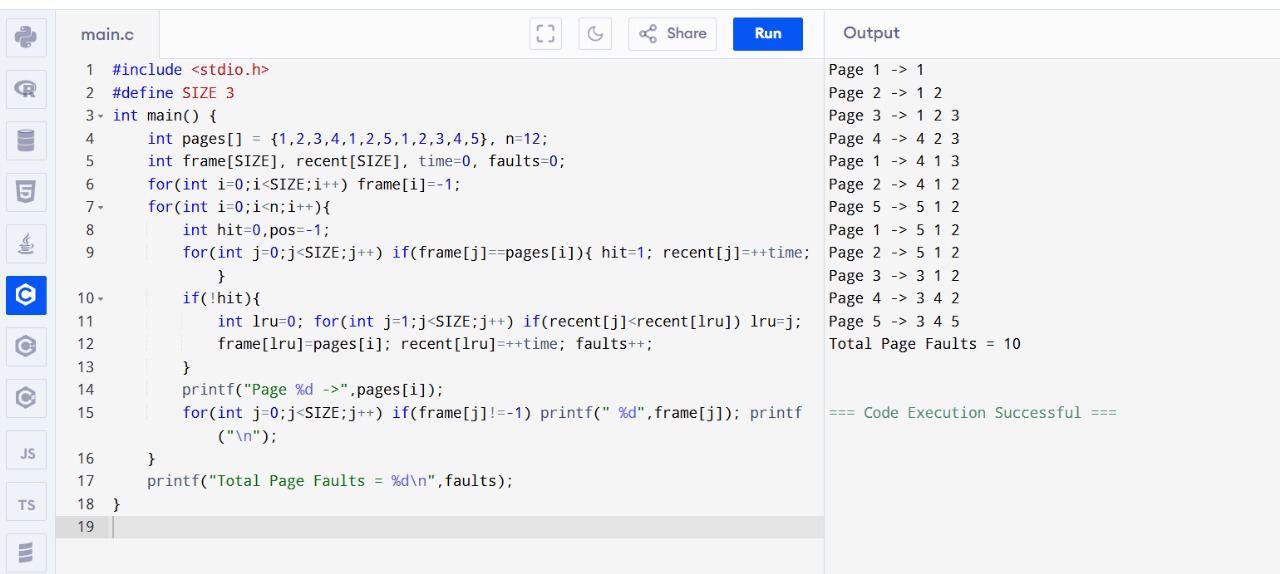 main.c
Share
Run
Output
1 #include <stdio.h>
2 #define SIZE 3
3 int main() {
4 int pages[] = {1,2,3,4,1,2,5,1,2,3,4,5}, n=12;
5 int frame[SIZE], recent[SIZE], time=0, faults=0;
6 for(int i=0;i<SIZE;i++) frame[i]=-1;
7 for(int i=0;i<n;i++){
8 int hit=0,pos=-1;
9 for(int j=0;j<SIZE;j++) if(frame[j]==pages[i]){ hit=1; recent[j]=++time;
}
10 if(!hit){
11 int lru=0; for(int j=1;j<SIZE;j++) if(recent[j]<recent[lru]) lru=j;
12 frame[lru]=pages[i]; recent[lru]=++time; faults++;
13 }
14 printf("Page %d ->",pages[i]);
15 for(int j=0;j<SIZE;j++) if(frame[j]!=-1) printf(" %d",frame[j]); printf
("\n");
16 }
17 printf("Total Page Faults = %d\n",faults);
18 }
19
Page 1 -> 1
Page 2 -> 1 2
Page 3 -> 1 2 3
Page 4 -> 4 2 3
Page 1 -> 4 1 3
Page 2 -> 4 1 2
Page 5 -> 5 1 2
Page 1 -> 5 1 2
Page 2 -> 5 1 2
Page 3 -> 3 1 2
Page 4 -> 3 4 2
Page 5 -> 3 4 5
Total Page Faults = 10
=== Code Execution Successful ===
R
5
C
C
C
JS
TS